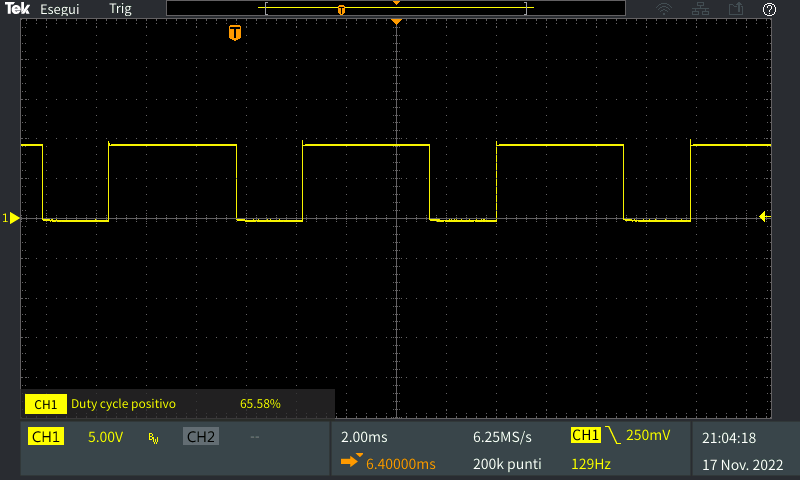 Tek Esegui Trig T ?
T
1
CH1 Duty cycle positivo 65.58%
CH1 5.00V BW CH2 -- 2.00ms 6.25MS/s CH1 250mV 21:04:18
6.40000ms 200k punti 129Hz 17 Nov. 2022